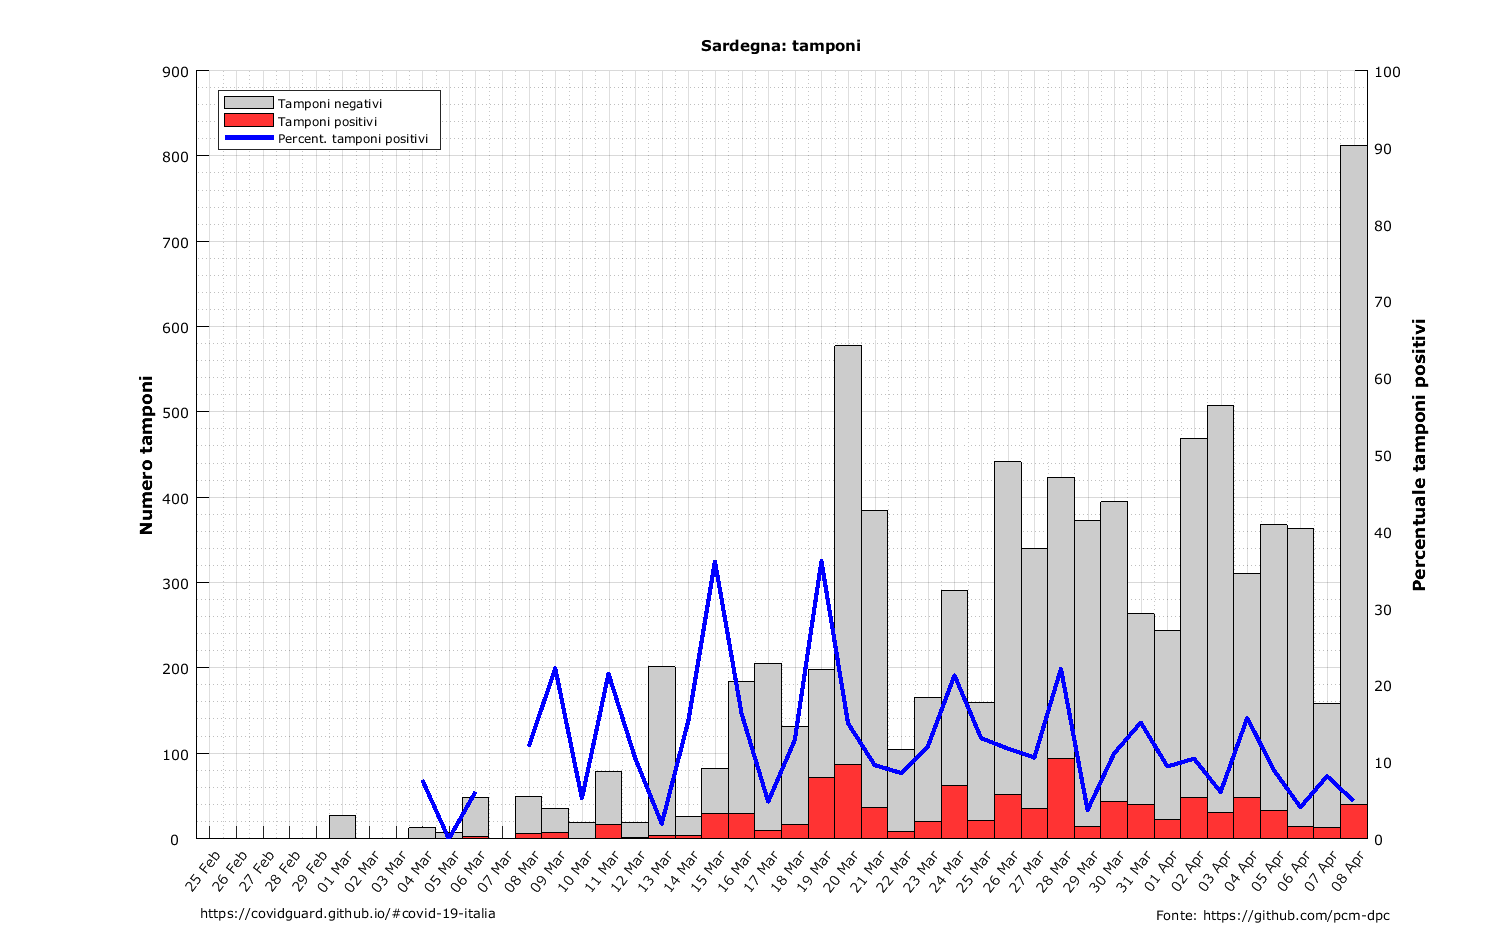 Sardegna: tamponi
Tamponi negativi
Tamponi positivi
Percent. tamponi positivi
Numero tamponi
900
800
700
600
500
400
300
200
100
0
100
90
80
70
60
50
40
30
20
10
0
Percentuale tamponi positivi
25 Feb
26 Feb
27 Feb
28 Feb
29 Feb
01 Mar
02 Mar
03 Mar
04 Mar
05 Mar
06 Mar
07 Mar
08 Mar
09 Mar
10 Mar
11 Mar
12 Mar
13 Mar
14 Mar
15 Mar
16 Mar
17 Mar
18 Mar
19 Mar
20 Mar
21 Mar
22 Mar
23 Mar
24 Mar
25 Mar
26 Mar
27 Mar
28 Mar
29 Mar
30 Mar
31 Mar
01 Apr
02 Apr
03 Apr
04 Apr
05 Apr
06 Apr
07 Apr
08 Apr
https://covidguard.github.io/#covid-19-italia
Fonte: https://github.com/pcm-dpc